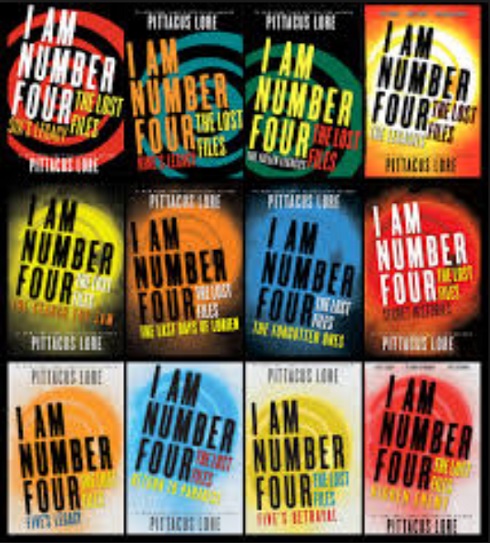 I AM
NUMBER
FOUR THE LOST
FILES
SIX'S LEGACY
PITTACUS LORE
PITTACUS LORE
I AM
NUMBER
FOUR THE LOST
FILES
NINE'S LEGACY
PITTACUS LORE
I AM
NUMBER
FOUR THE LOST
FILES
THE FALLEN LEGACIES
I AM
NUMBER
FOUR THE LOST
FILES
THE LEGACIES
PITTACUS LORE
I AM
NUMBER
FOUR THE LOST
FILES
THE SEARCH FOR SAM
PITTACUS LORE
PITTACUS LORE
I AM
NUMBER
FOUR THE LOST
FILES
THE LAST DAYS OF LORIEN
PITTACUS LORE
I AM
NUMBER
FOUR THE LOST
FILES
THE FORGOTTEN ONES
I AM
NUMBER
FOUR THE LOST
FILES
SECRET HISTORIES
PITTACUS LORE
PITTACUS LORE
I AM
NUMBER
FOUR THE LOST
FILES
FIVE'S LEGACY
I AM
NUMBER
FOUR THE LOST
FILES
RETURN TO PARADISE
PITTACUS LORE
PITTACUS LORE
I AM
NUMBER
FOUR THE LOST
FILES
FIVE'S BETRAYAL
I AM
NUMBER
FOUR THE LOST
FILES
HIDDEN ENEMY
PITTACUS LORE